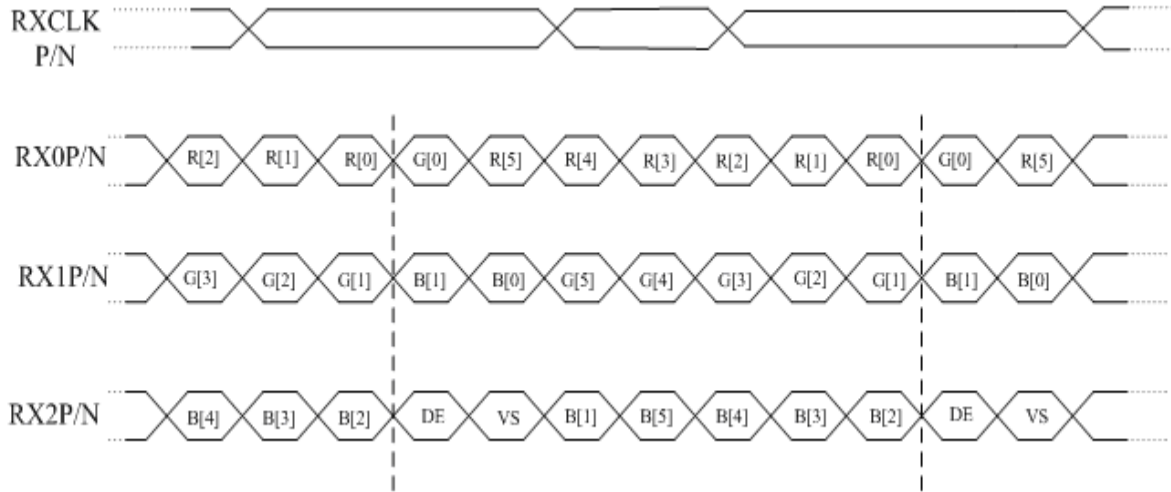 RXCLK
P/N
RX0P/N R[2] R[1] R[0] G[0] R[5] R[4] R[3] R[2] R[1] R[0] G[0] R[5]
RX1P/N G[3] G[2] G[1] B[1] B[0] G[5] G[4] G[3] G[2] G[1] B[1] B[0]
RX2P/N B[4] B[3] B[2] DE VS B[1] B[5] B[4] B[3] B[2] DE VS